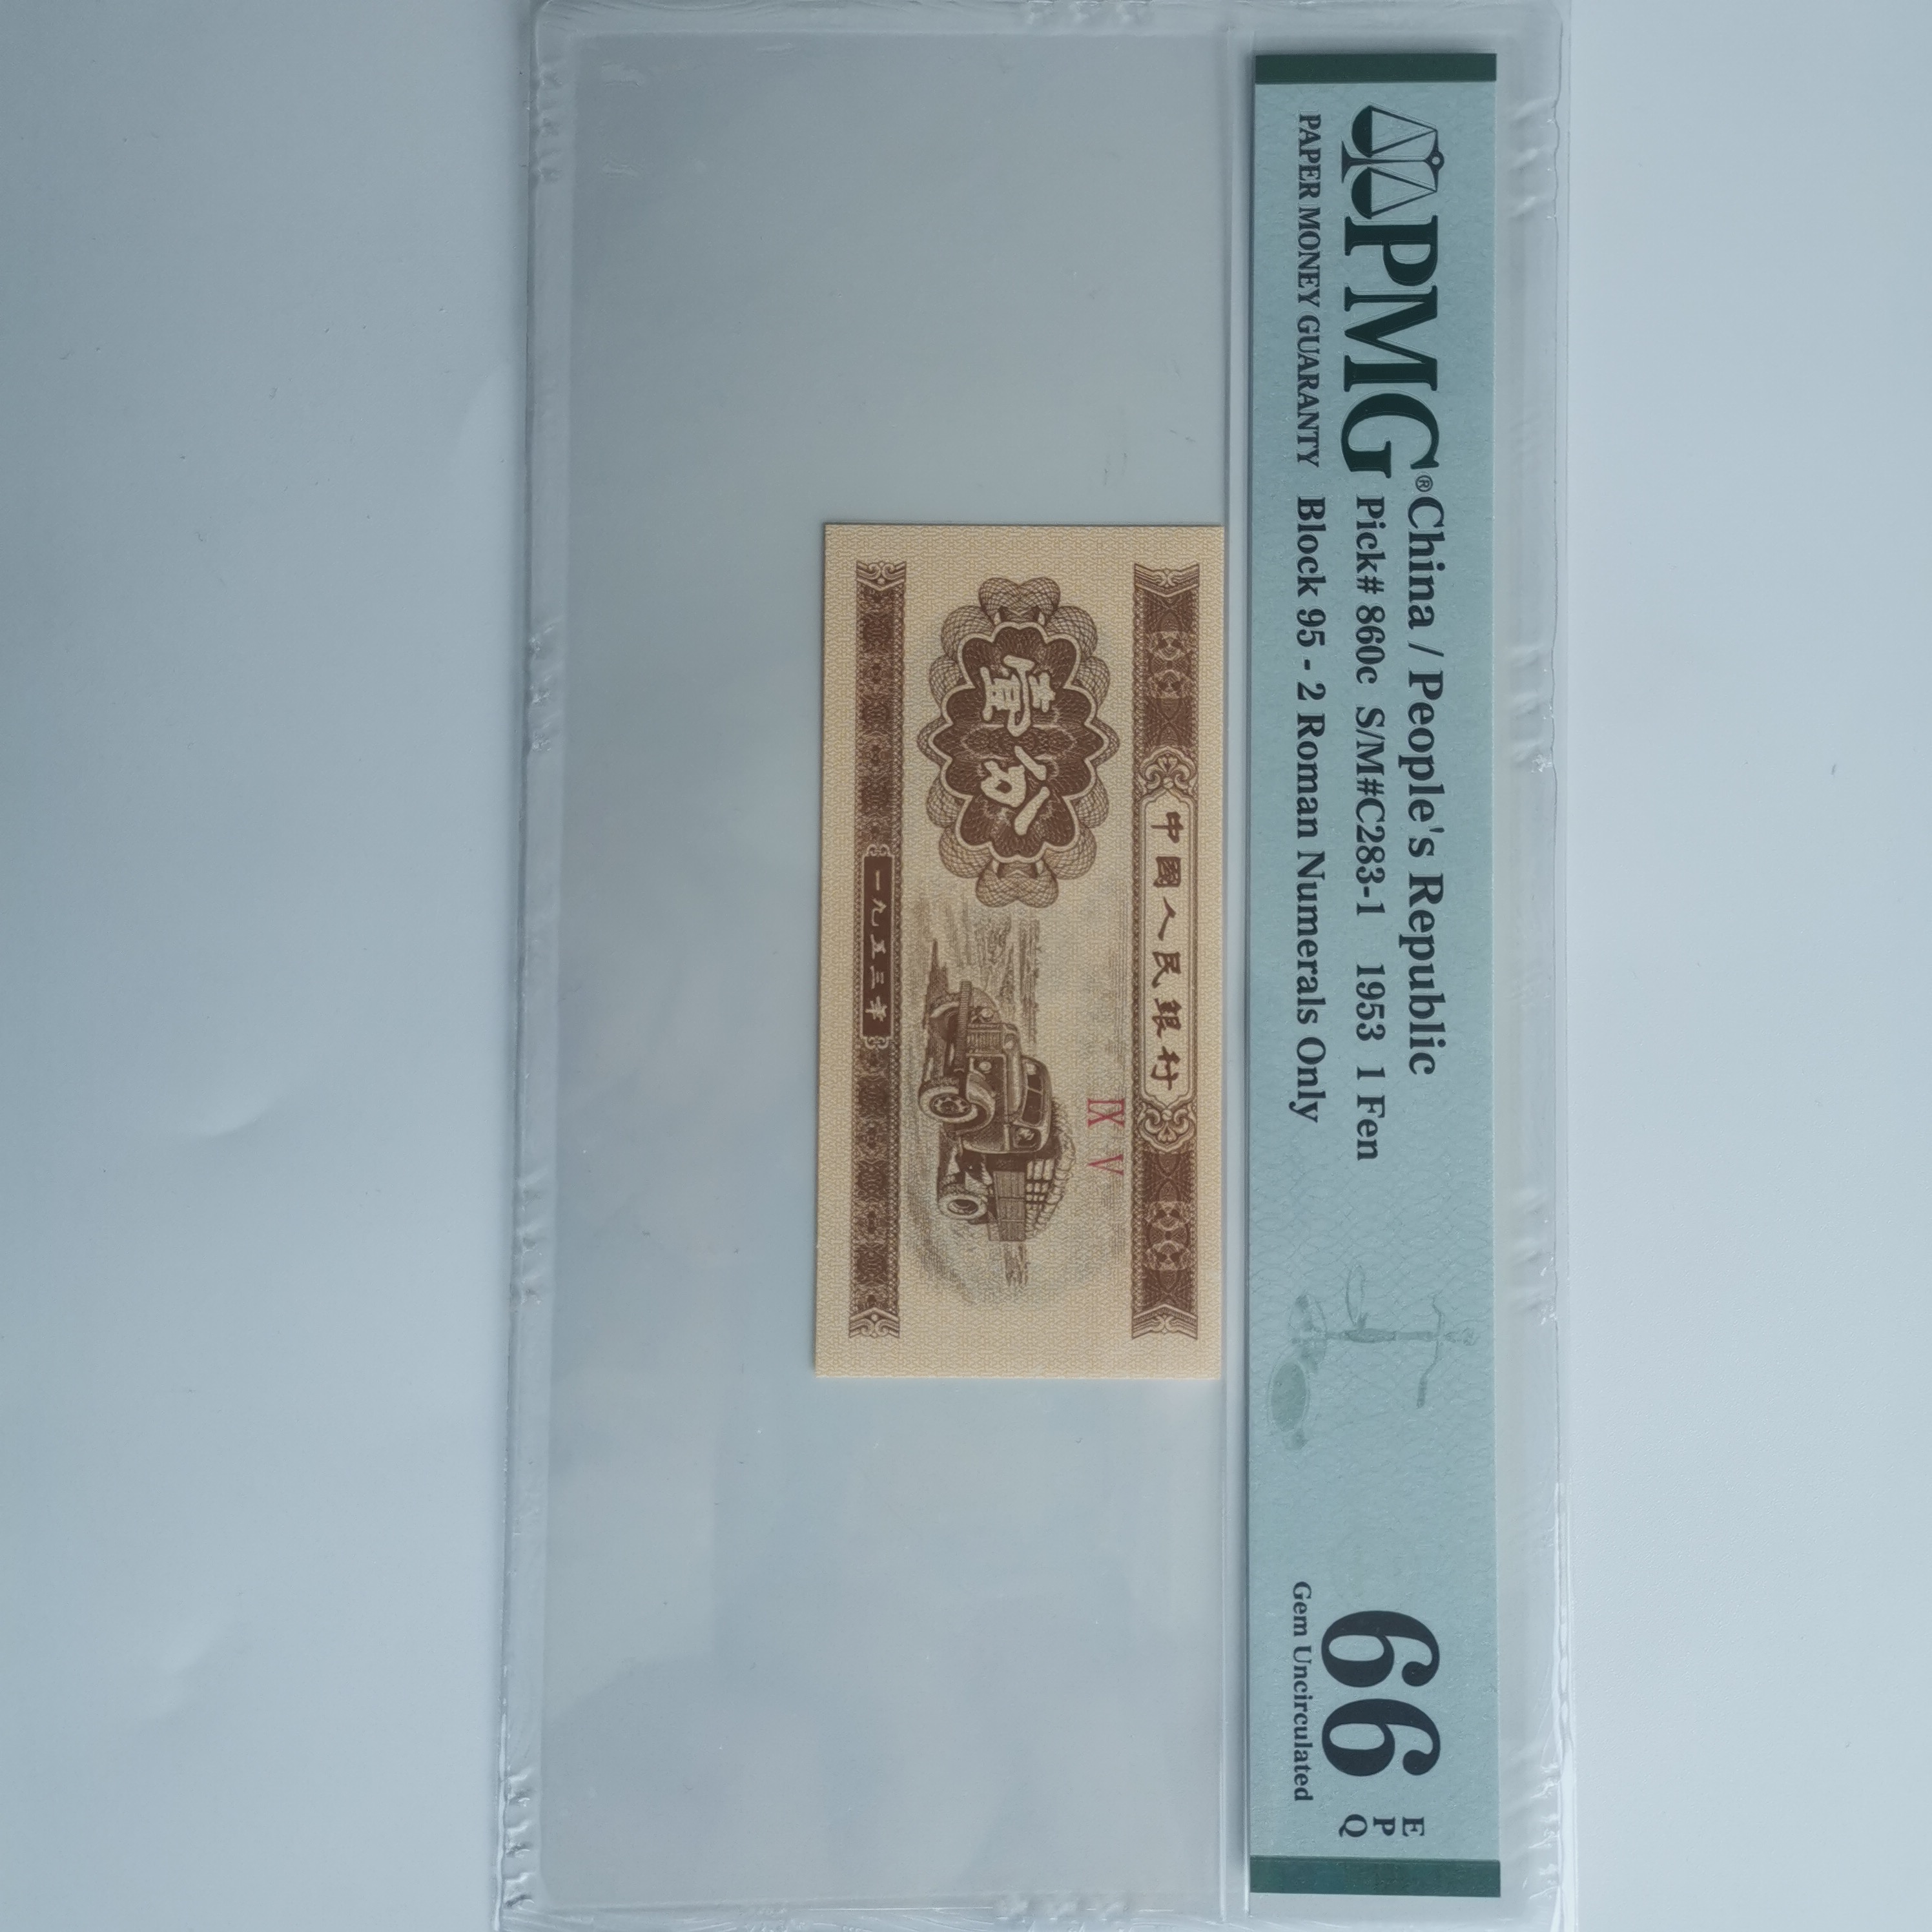 PMG®
PAPER MONEY GUARANTY
China / People's Republic
Pick# 860c S/M#C283-1 1953 1 Fen
Block 95 - 2 Roman Numerals Only
66
EPQ
Gem Uncirculated
中國人民銀行
IX V
壹分
一九五三年